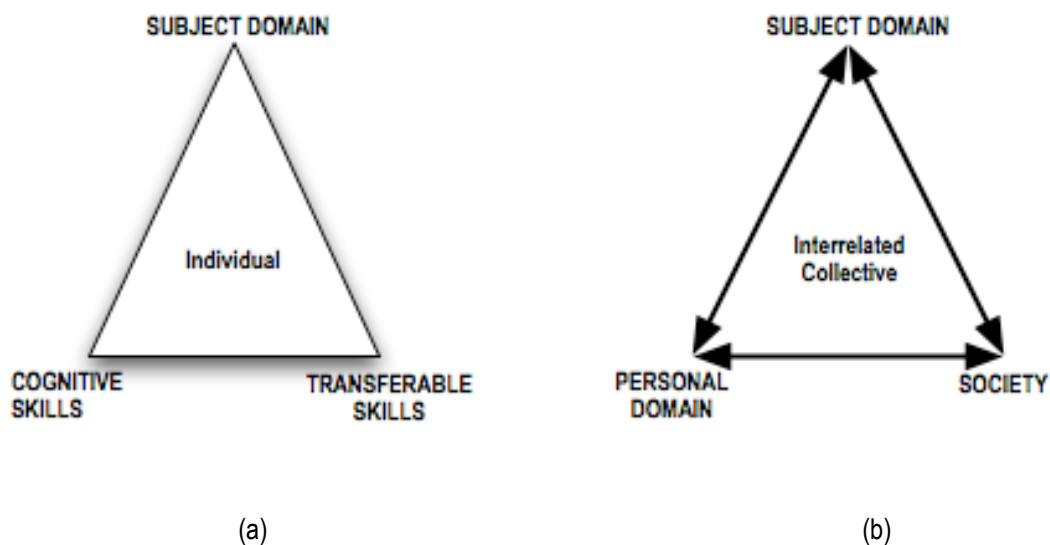 SUBJECT DOMAIN
Individual
COGNITIVE
SKILLS
TRANSFERABLE
SKILLS
(a)
SUBJECT DOMAIN
Interrelated
Collective
PERSONAL
DOMAIN
SOCIETY
(b)